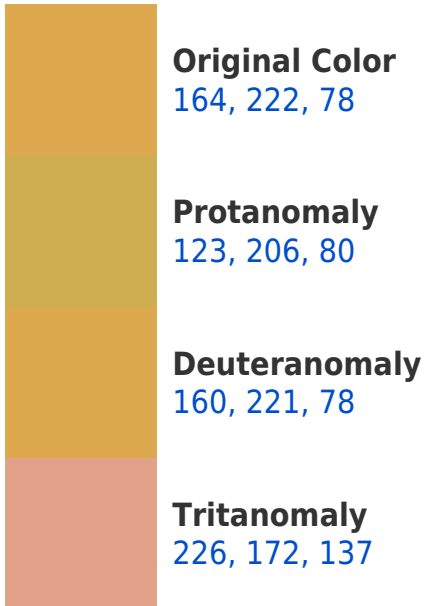 Original Color
164, 222, 78
Protanomaly
123, 206, 80
Deuteranomaly
160, 221, 78
Tritanomaly
226, 172, 137